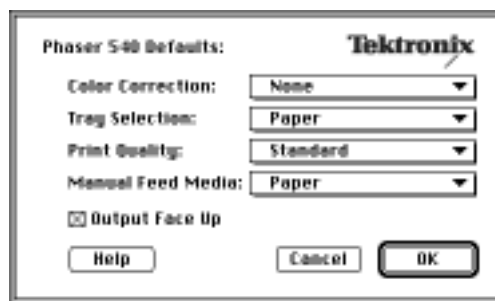 Phaser 540 Defaults: Tektronix
Color Correction: None
Tray Selection: Paper
Print Quality: Standard
Manual Feed Media: Paper
Output Face Up
Help Cancel OK